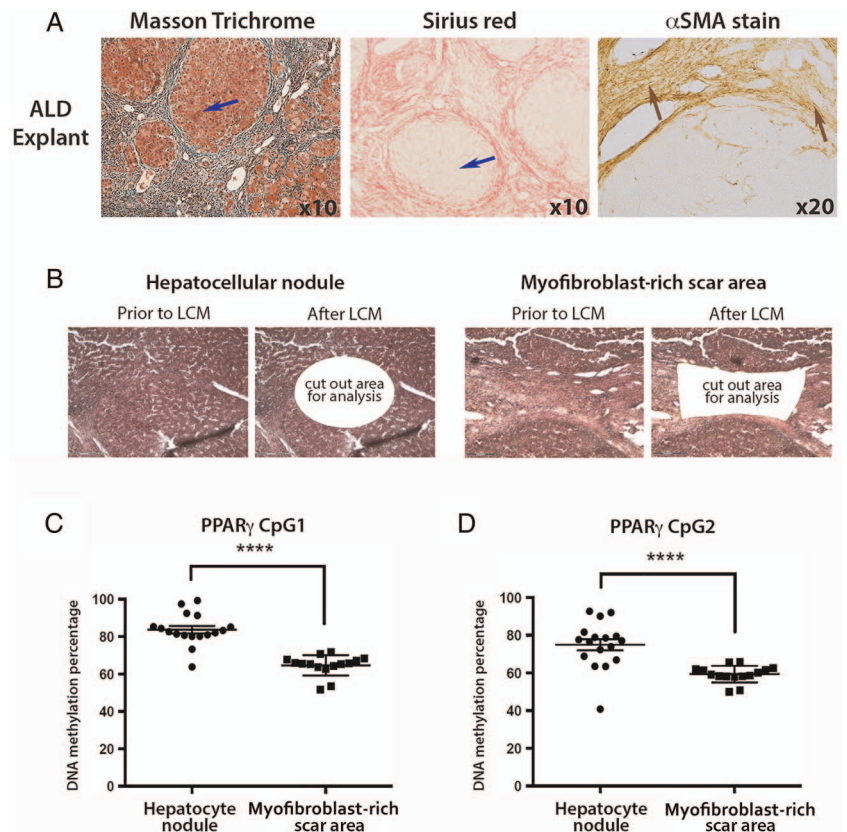 A
Masson Trichrome
Sirius red
αSMA stain
ALD
Explant
x10
x10
x20
B
Hepatocellular nodule
Myofibroblast-rich scar area
Prior to LCM
After LCM
Prior to LCM
After LCM
cut out area
for analysis
cut out area
for analysis
C
PPARγ CpG1
****
DNA methylation percentage
100
80
60
40
20
0
Hepatocyte
nodule
Myofibroblast-rich
scar area
D
PPARγ CpG2
****
DNA methylation percentage
100
80
60
40
20
0
Hepatocyte
nodule
Myofibroblast-rich
scar area